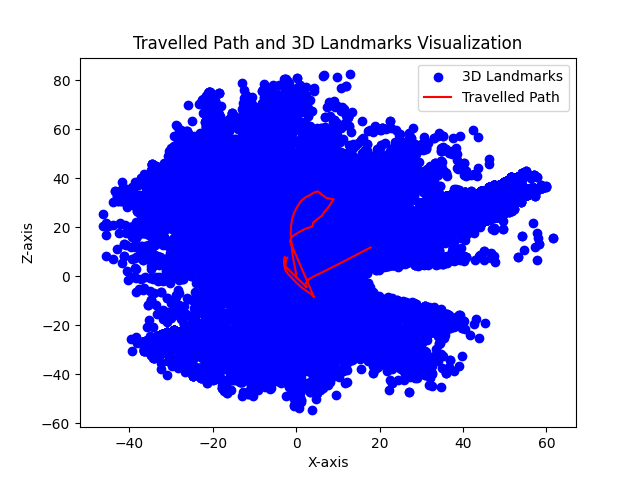 Travelled Path and 3D Landmarks Visualization
3D Landmarks
Travelled Path
80
60
40
20
0
−20
−40
−60
Z-axis
−40
−20
0
20
40
60
X-axis